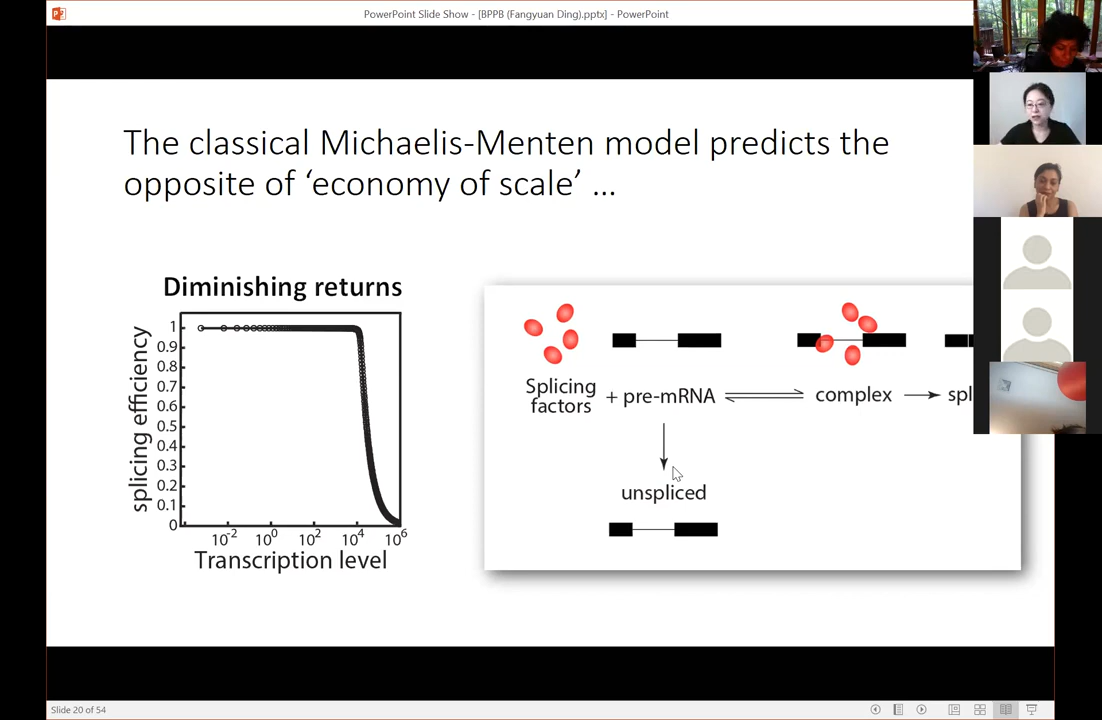 PowerPoint Slide Show - [BPPB (Fangyuan Ding).pptx] - PowerPoint
The classical Michaelis-Menten model predicts the
opposite of ‘economy of scale’ ...
Diminishing returns
splicing efficiency
1
0.9
0.8
0.7
0.6
0.5
0.4
0.3
0.2
0.1
0
10-2 100 102 104 106
Transcription level
Splicing
factors
+ pre-mRNA
complex
spl
unspliced
Slide 20 of 54